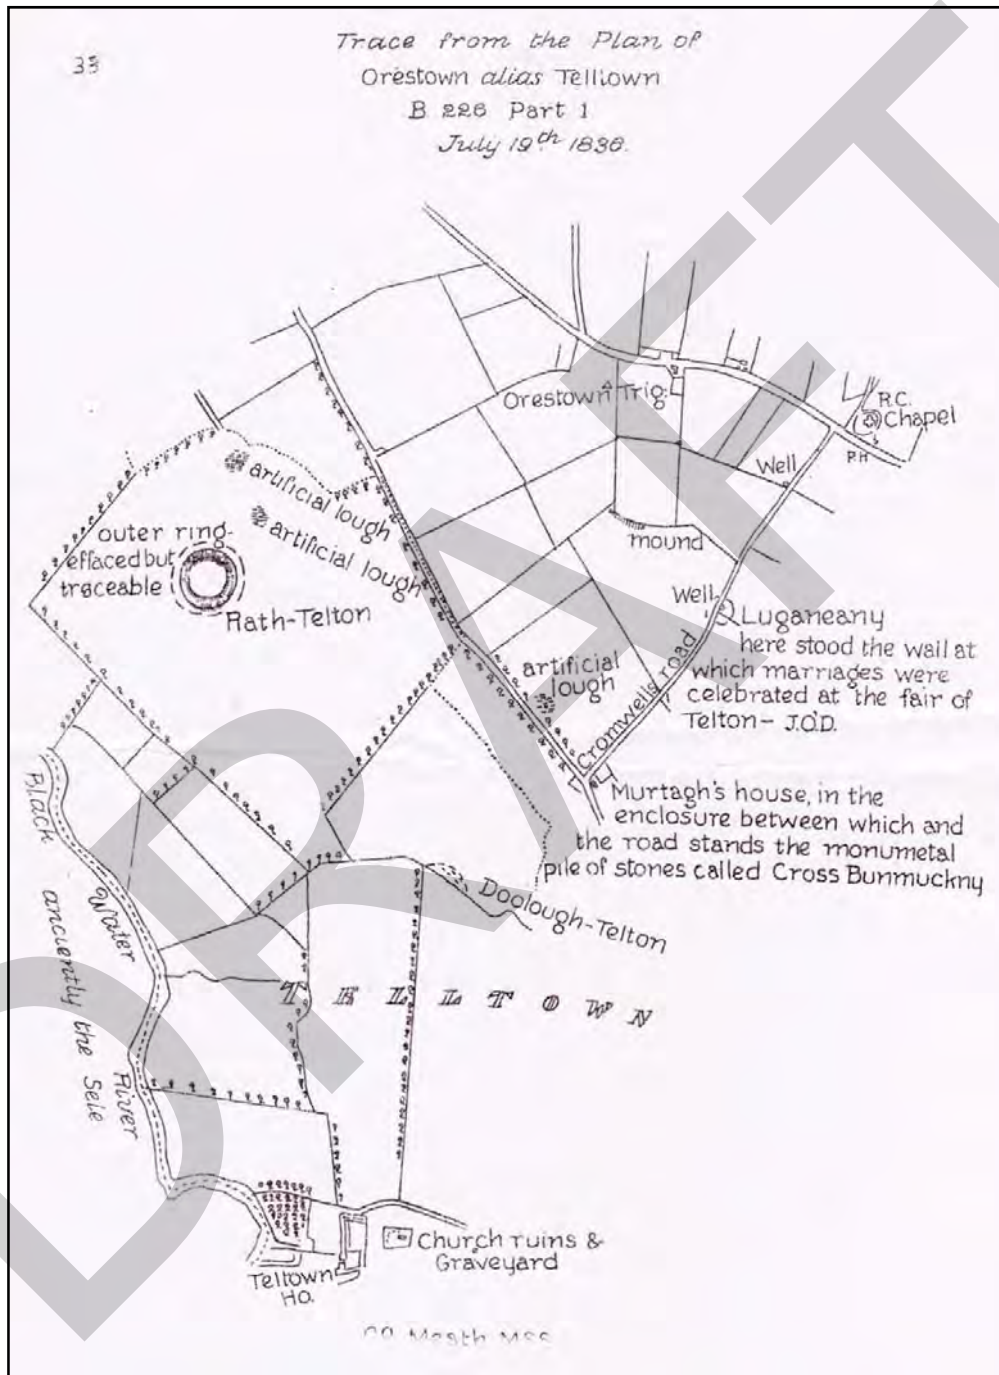 33
Trace from the Plan of
Orestown alias Telltown
B 226 Part 1
July 19th 1836.
R.C.
Chapel
P.H
Orestown Trig:
Well
artificial lough
artificial lough
outer ring
effaced but
traceable
Rath-Telton
mound
Well
Luganeany
here stood the wall at
which marriages were
celebrated at the fair of
Telton - J.O'D.
artificial
lough
Cromwells road
Murtagh's house, in the
enclosure between which and
the road stands the monumetal
pile of stones called Cross Bunmuckny
Black Water River
anciently the Sele
Doolough-Telton
TELLTOWN
Church ruins &
Graveyard
Teltown
HO.
Meath MSS
DRAFT